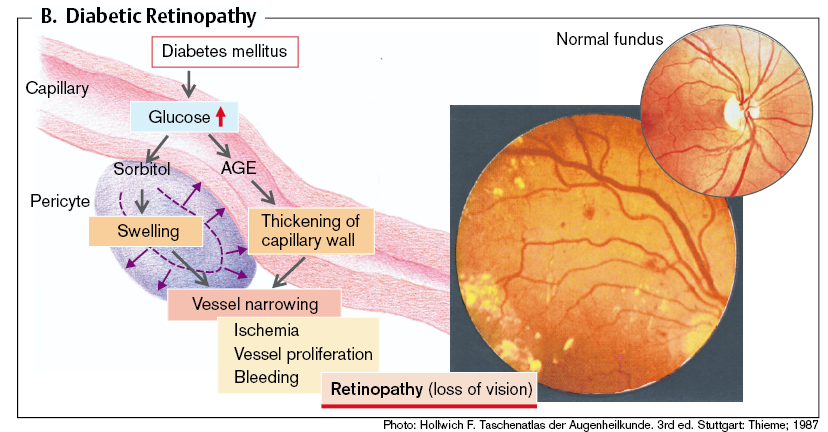 B. Diabetic Retinopathy
Diabetes mellitus
Normal fundus
Capillary
Glucose
Sorbitol
AGE
Pericyte
Swelling
Thickening of
capillary wall
Vessel narrowing
Ischemia
Vessel proliferation
Bleeding
Retinopathy (loss of vision)
Photo: Hollwich F. Taschenatlas der Augenheilkunde. 3rd ed. Stuttgart: Thieme; 1987